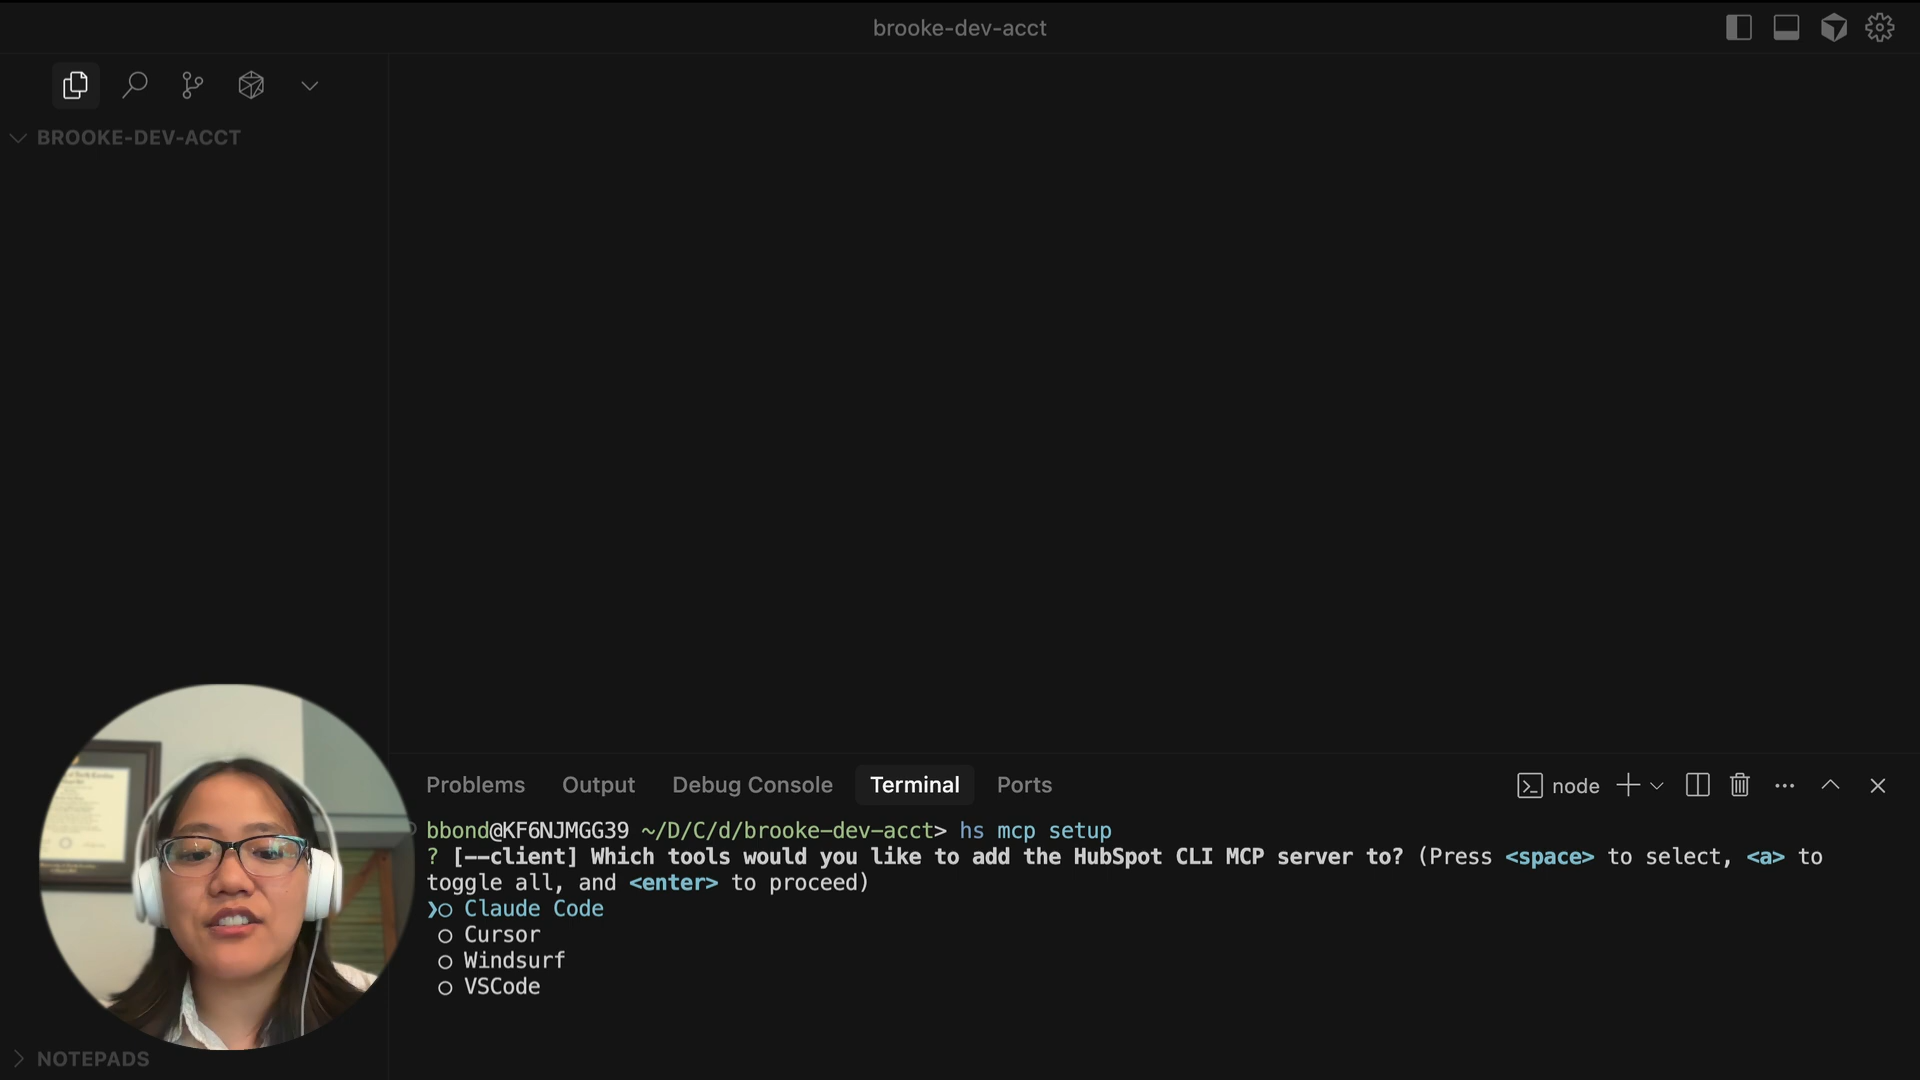 brooke-dev-acct
BROOKE-DEV-ACCT
Problems Output Debug Console Terminal Ports
node
bbond@KF6NJMGG39 ~/D/C/d/brooke-dev-acct> hs mcp setup
? [--client] Which tools would you like to add the HubSpot CLI MCP server to? (Press <space> to select, <a> to
toggle all, and <enter> to proceed)
❯○ Claude Code
○ Cursor
○ Windsurf
○ VSCode
NOTEPADS